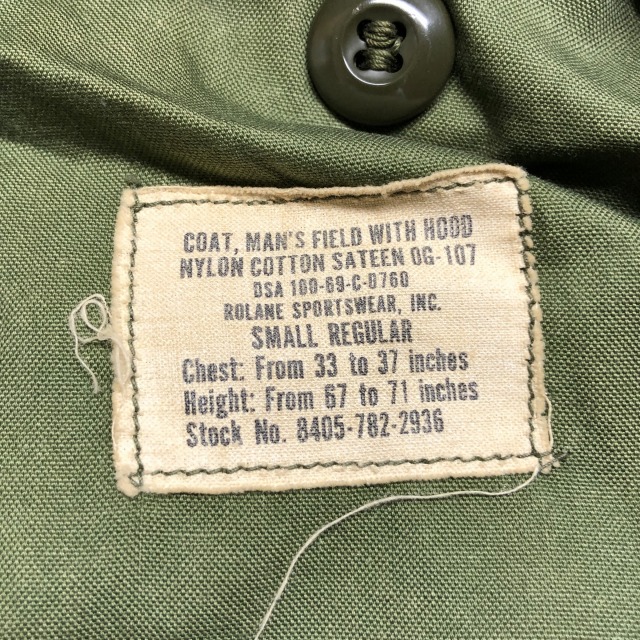 COAT, MAN'S FIELD WITH HOOD
NYLON COTTON SATEEN OG-107
DSA 100-69-C-0760
ROLANE SPORTSWEAR, INC.
SMALL REGULAR
Chest: From 33 to 37 inches
Height: From 67 to 71 inches
Stock No. 8405-782-2936